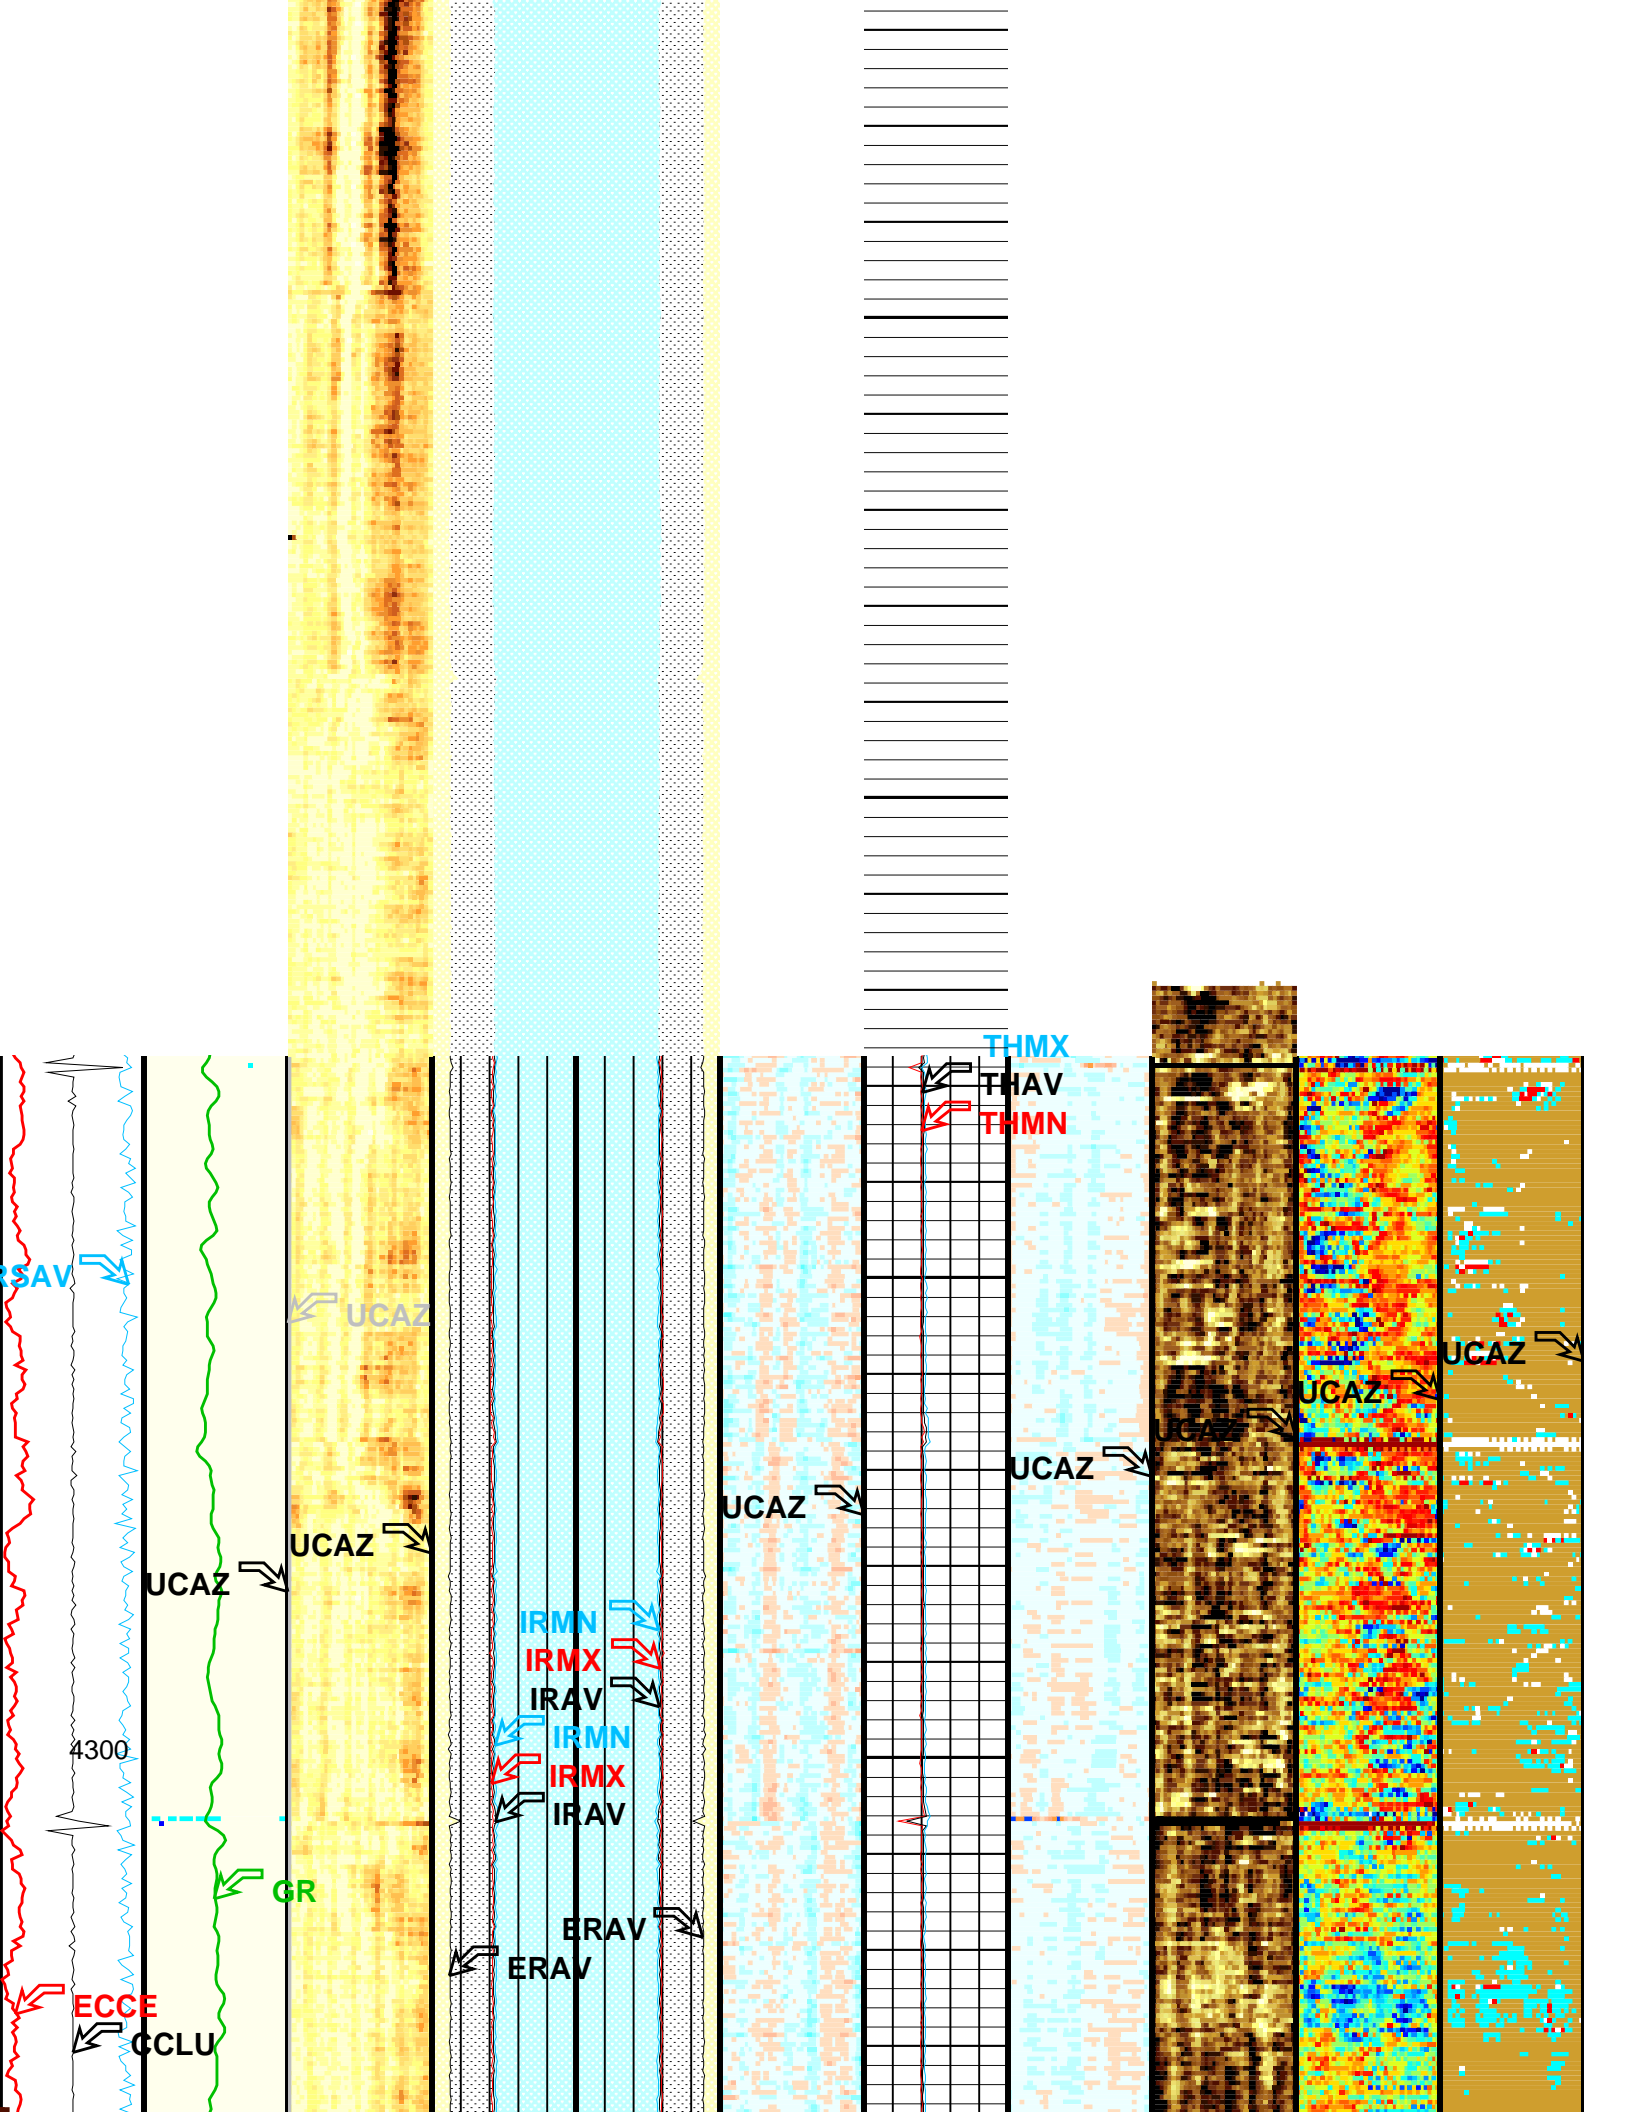 THMX
THAV
THMN
RSAV
UCAZ
UCAZ
UCAZ
UCAZ
UCAZ
UCAZ
UCAZ
UCAZ
IRMN
IRMX
IRAV
IRMN
4300
IRMX
IRAV
GR
ERAV
ERAV
ECCE
CCLU